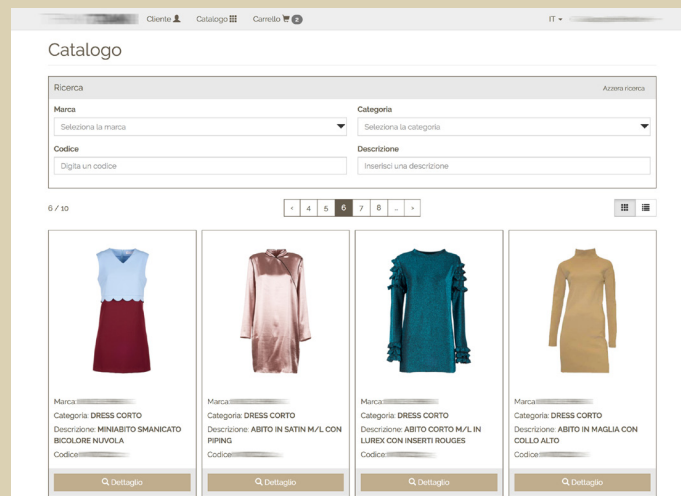 Cliente Catalogo Carrello 2 IT
Catalogo
Ricerca Azzera ricerca
Marca Categoria
Seleziona la marca Seleziona la categoria
Codice Descrizione
Digita un codice Inserisci una descrizione
6 / 10 < 4 5 6 7 8 ... >
Marca:
Categoria: DRESS CORTO
Descrizione: MINIABITO SMANICATO
BICOLORE NUVOLA
Codice:
Dettaglio
Marca:
Categoria: DRESS CORTO
Descrizione: ABITO IN SATIN M/L CON
PIPING
Codice:
Dettaglio
Marca:
Categoria: DRESS CORTO
Descrizione: ABITO CORTO M/L IN
LUREX CON INSERTI ROUGES
Codice:
Dettaglio
Marca:
Categoria: DRESS CORTO
Descrizione: ABITO IN MAGLIA CON
COLLO ALTO
Codice:
Dettaglio